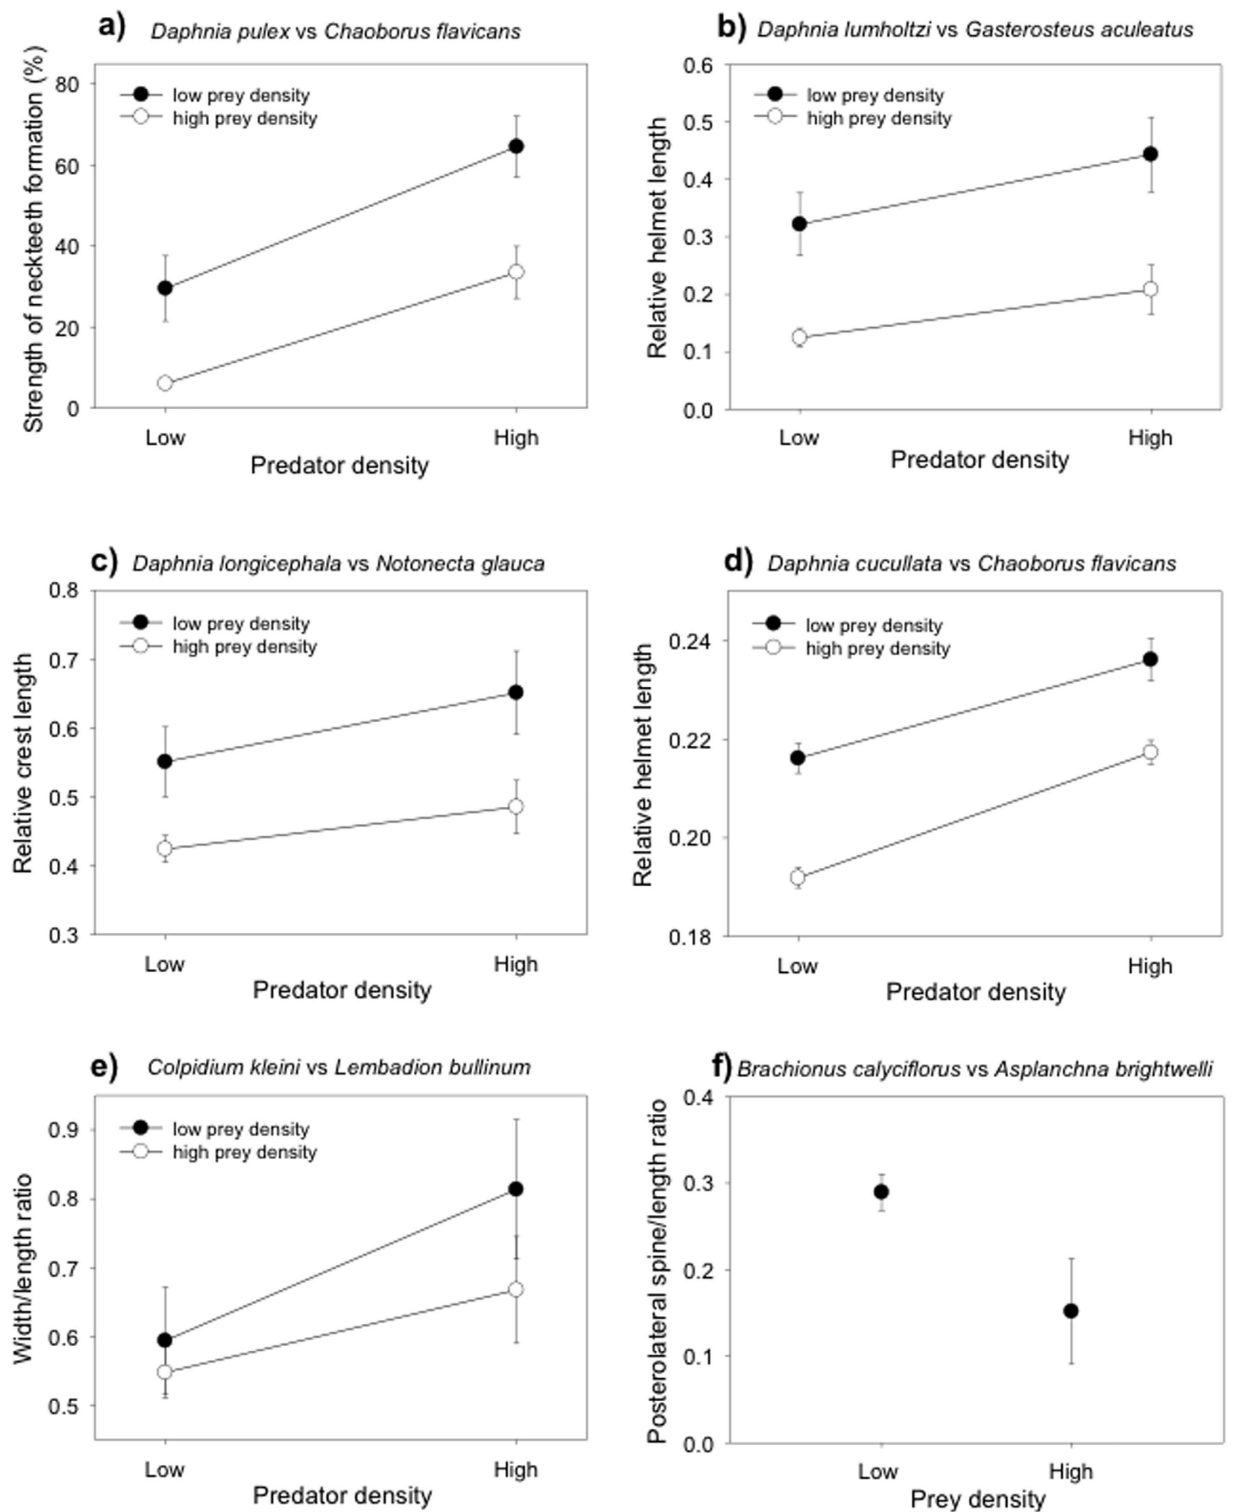 a) Daphnia pulex vs Chaoborus flavicans
Strength of neckteeth formation (%)
80
60
40
20
0
low prey density
high prey density
Low
High
Predator density
b) Daphnia lumholtzi vs Gasterosteus aculeatus
Relative helmet length
0.6
0.5
0.4
0.3
0.2
0.1
0.0
low prey density
high prey density
Low
High
Predator density
c) Daphnia longicephala vs Notonecta glauca
Relative crest length
0.8
0.7
0.6
0.5
0.4
0.3
low prey density
high prey density
Low
High
Predator density
d) Daphnia cucullata vs Chaoborus flavicans
Relative helmet length
0.24
0.22
0.20
0.18
low prey density
high prey density
Low
High
Predator density
e) Colpidium kleini vs Lembadion bullinum
Width/length ratio
0.9
0.8
0.7
0.6
0.5
low prey density
high prey density
Low
High
Predator density
f) Brachionus calyciflorus vs Asplanchna brightwelli
Posterolateral spine/length ratio
0.4
0.3
0.2
0.1
0.0
Low
High
Prey density